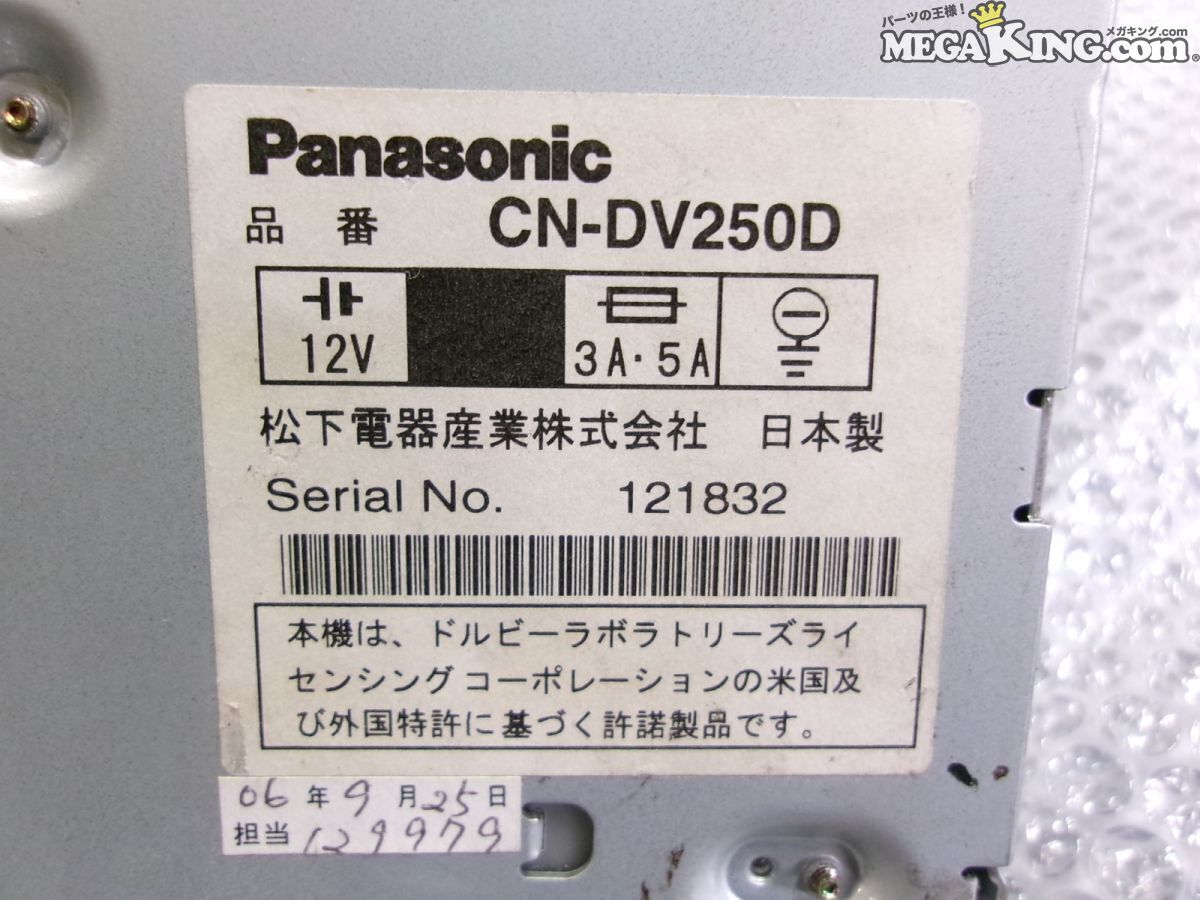 パーツの王様！
メガキング.com
MEGAKING.com®
Panasonic
品番 CN-DV250D
12V 3A・5A
松下電器産業株式会社 日本製
Serial No. 121832
本機は、ドルビーラボラトリーズライ
センシングコーポレーションの米国及
び外国特許に基づく許諾製品です。
06年9月25日
担当 129979